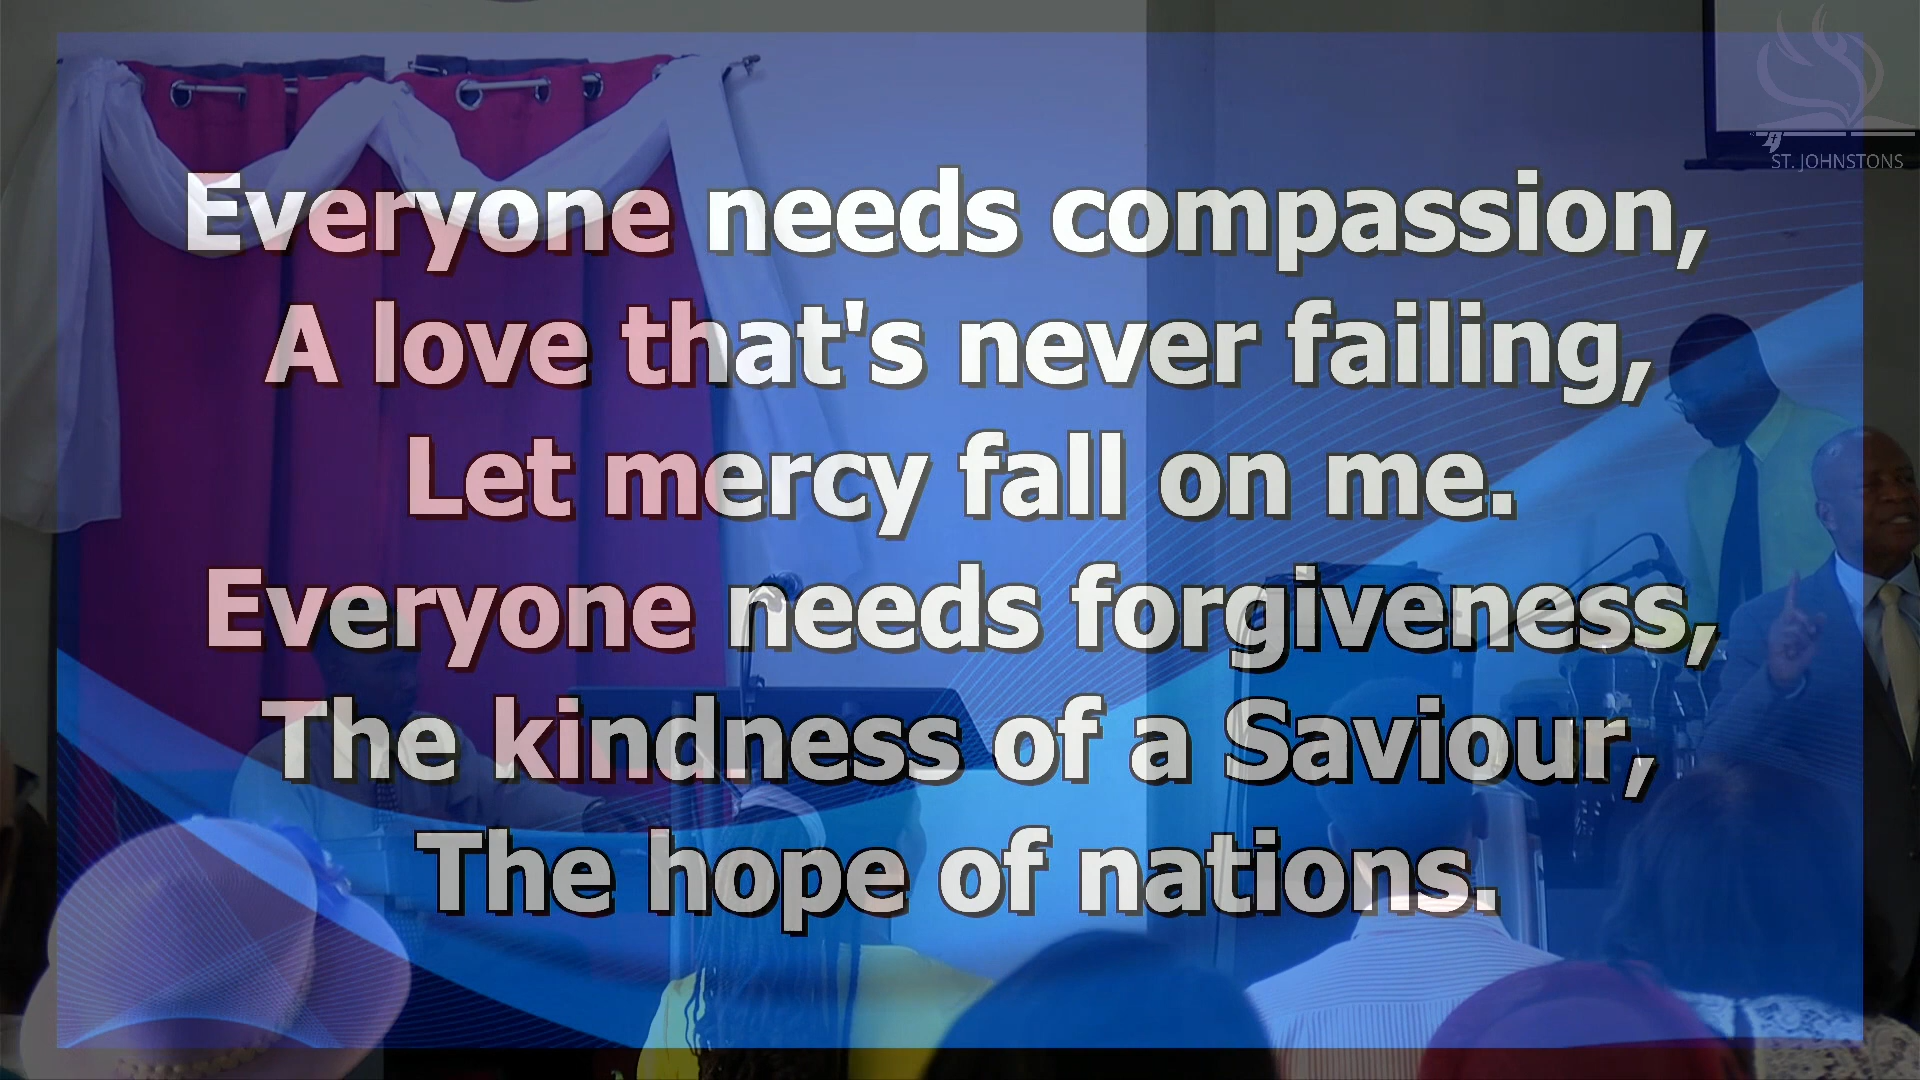 ST. JOHNSTONS
Everyone needs compassion,
A love that's never failing,
Let mercy fall on me.
Everyone needs forgiveness,
The kindness of a Saviour,
The hope of nations.